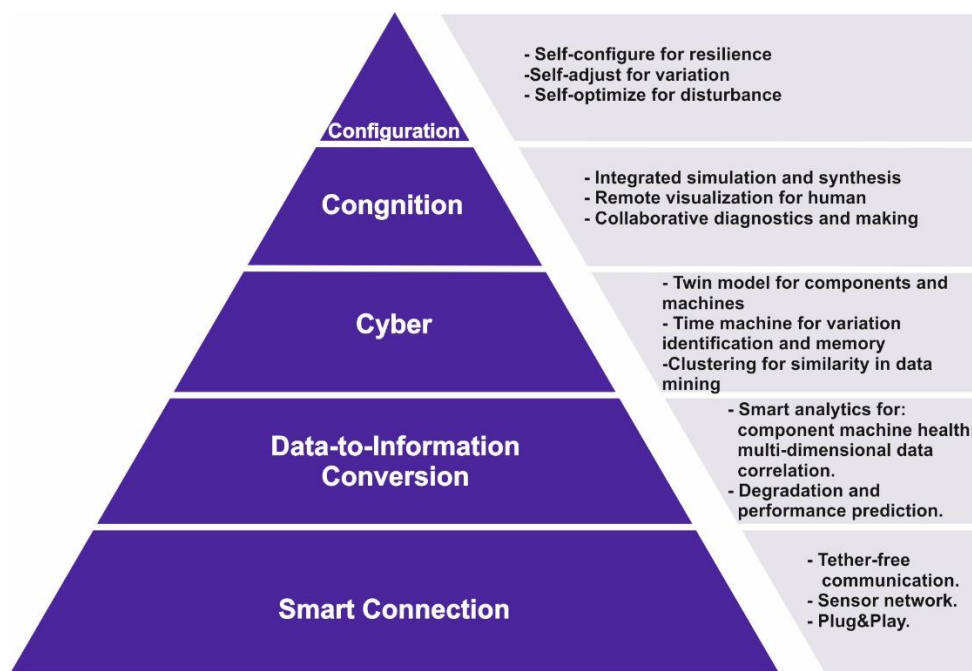 Configuration
- Self-configure for resilience
-Self-adjust for variation
- Self-optimize for disturbance
Congnition
- Integrated simulation and synthesis
- Remote visualization for human
- Collaborative diagnostics and making
Cyber
- Twin model for components and
machines
- Time machine for variation
identification and memory
-Clustering for similarity in data
mining
Data-to-Information
Conversion
- Smart analytics for:
component machine health:
multi-dimensional data
correlation.
- Degradation and
performance prediction.
Smart Connection
- Tether-free
communication.
- Sensor network.
- Plug&Play.